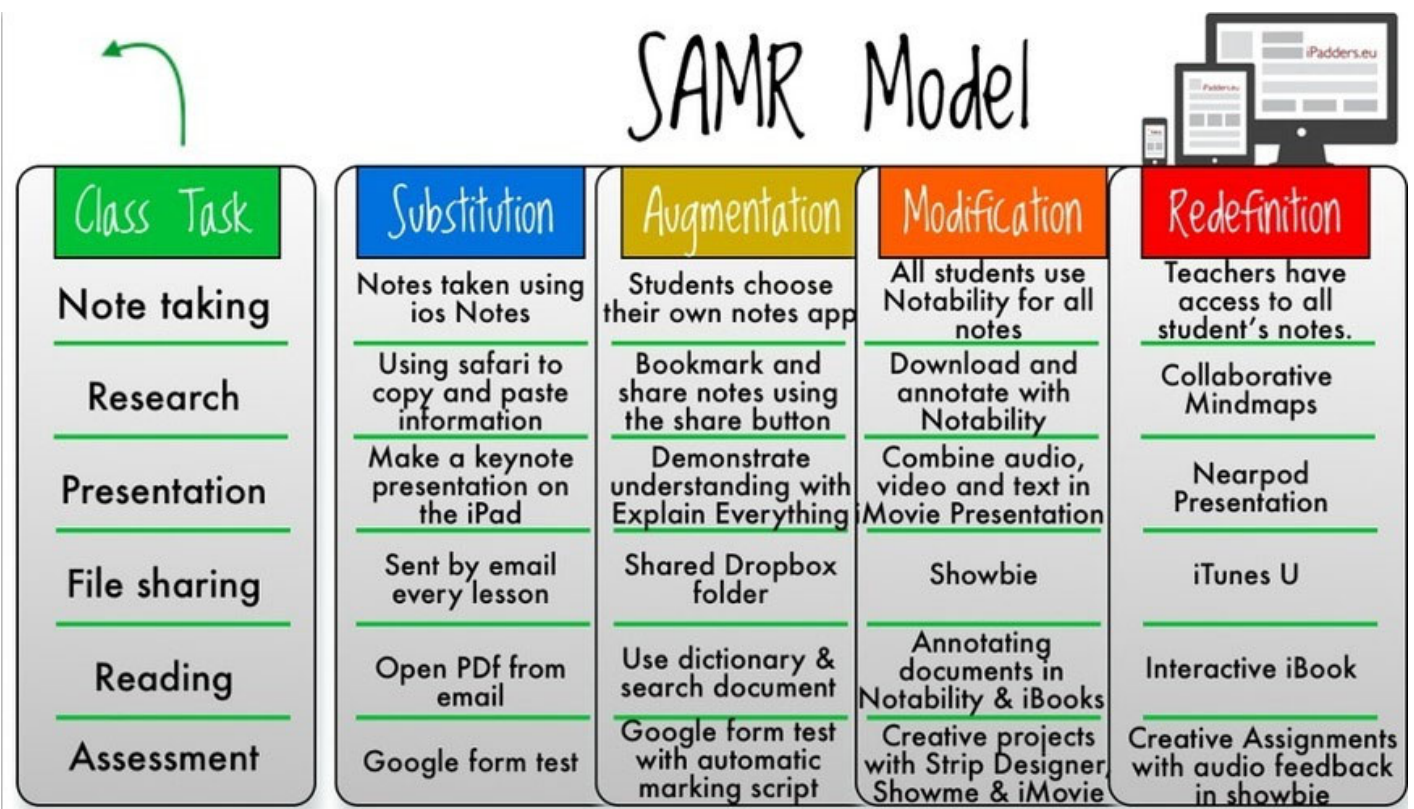 SAMR Model
iPadders.eu
iPadders.eu
Class Task
Substitution
Augmentation
Modification
Redefinition
Note taking
Notes taken using
ios Notes
Students choose
their own notes app
All students use
Notability for all
notes
Teachers have
access to all
student's notes.
Research
Using safari to
copy and paste
information
Bookmark and
share notes using
the share button
Download and
annotate with
Notability
Collaborative
Mindmaps
Presentation
Make a keynote
presentation on
the iPad
Demonstrate
understanding with
Explain Everything
Combine audio,
video and text in
iMovie Presentation
Nearpod
Presentation
File sharing
Sent by email
every lesson
Shared Dropbox
folder
Showbie
iTunes U
Reading
Open PDf from
email
Use dictionary &
search document
Annotating
documents in
Notability & iBooks
Interactive iBook
Assessment
Google form test
Google form test
with automatic
marking script
Creative projects
with Strip Designer,
Showme & iMovie
Creative Assignments
with audio feedback
in showbie